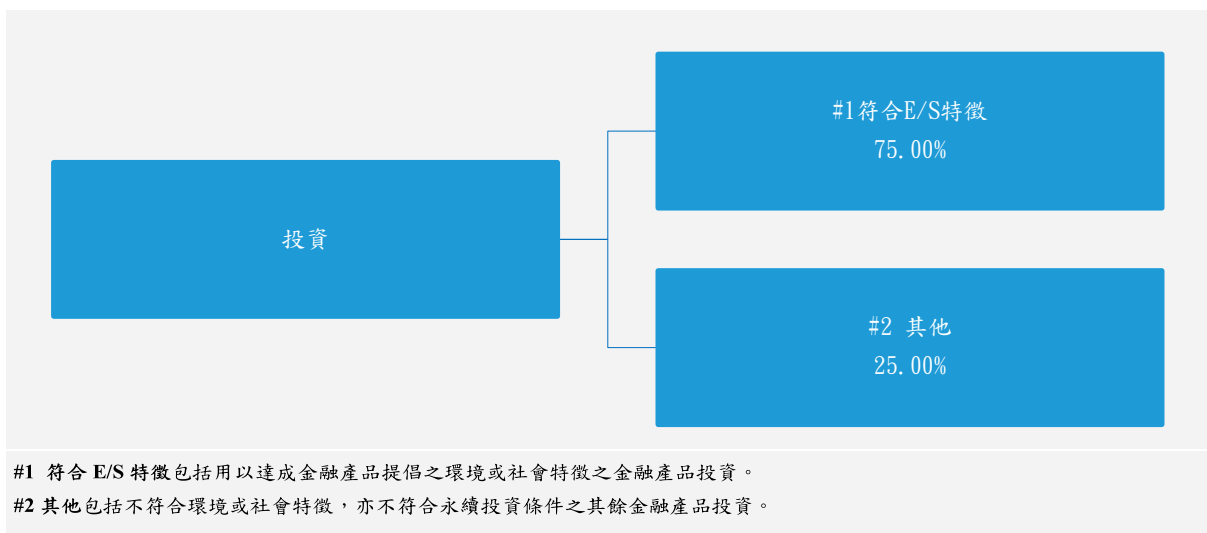 #1符合E/S特徵
75.00%
投資
#2 其他
25.00%
#1 符合 E/S 特徵包括用以達成金融產品提倡之環境或社會特徵之金融產品投資。
#2 其他包括不符合環境或社會特徵，亦不符合永續投資條件之其餘金融產品投資。